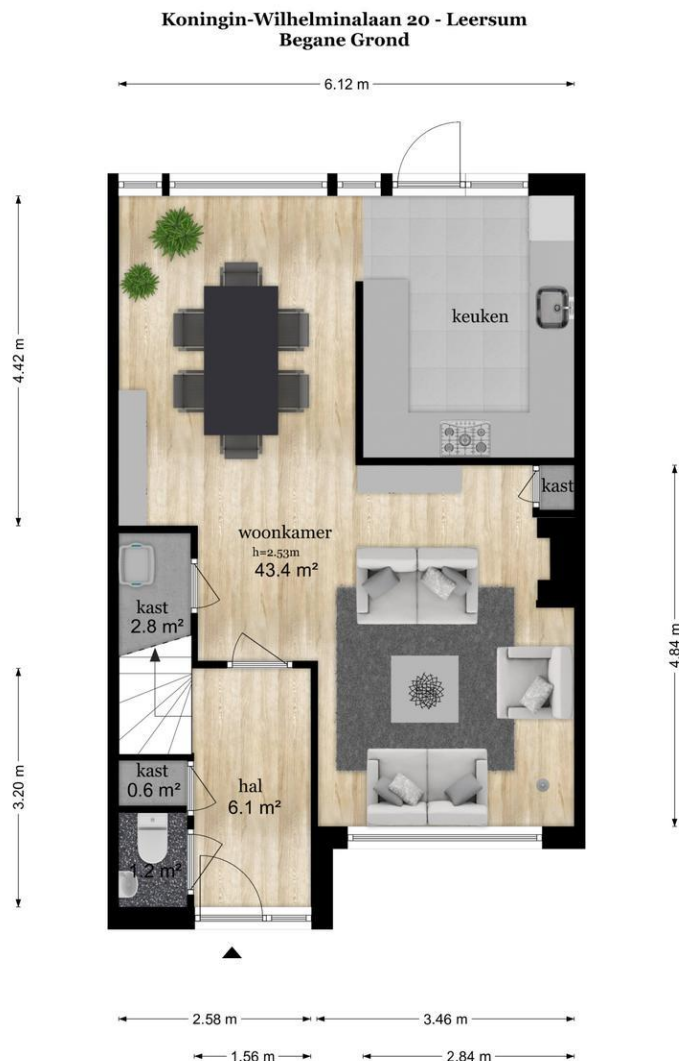 Koningin-Wilhelminalaan 20 - Leersum
Begane Grond
6.12 m
4.42 m
keuken
kast
woonkamer
h=2.53m
43.4 m²
kast
2.8 m²
4.84 m
3.20 m
kast
0.6 m²
hal
6.1 m²
1.2 m²
2.58 m
3.46 m
1.56 m
2.84 m